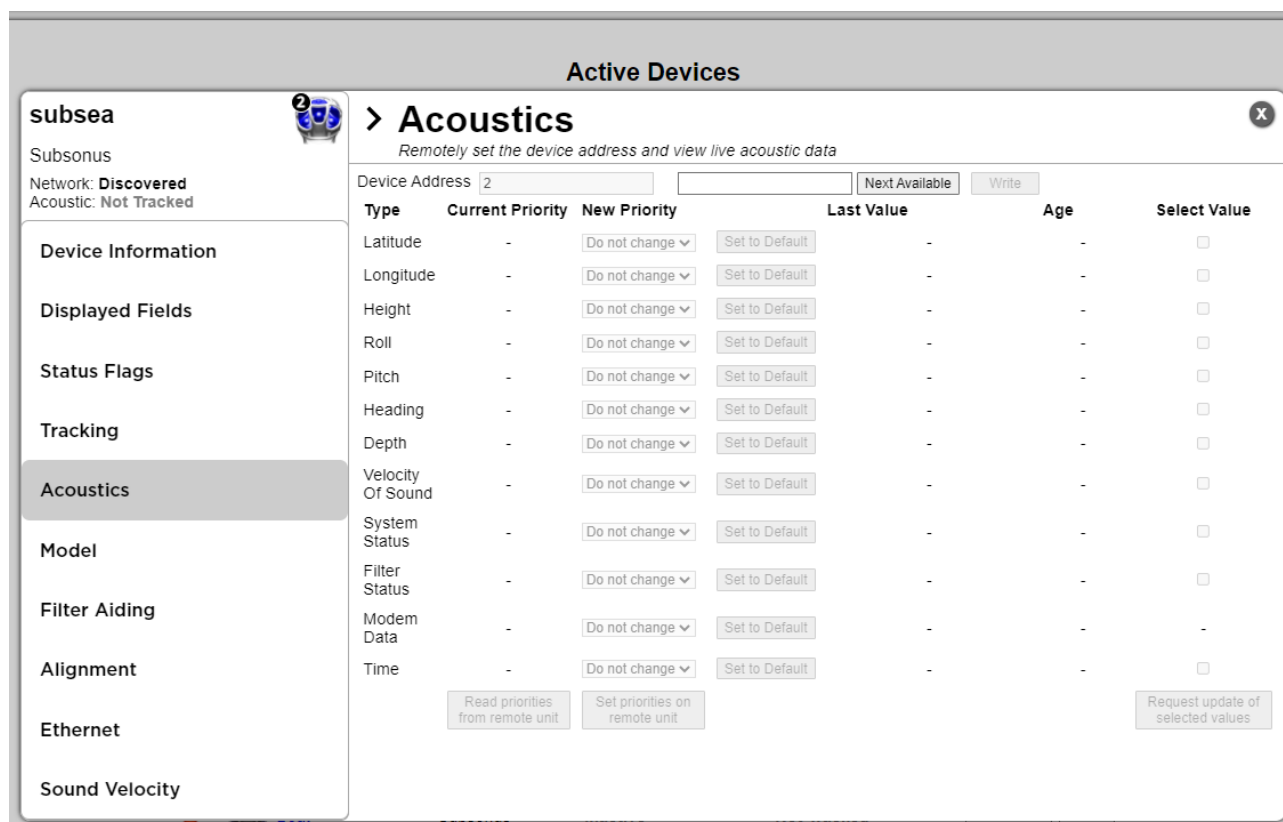 Active Devices
subsea
2
Subsonus
Network: Discovered
Acoustic: Not Tracked
Device Information
Displayed Fields
Status Flags
Tracking
Acoustics
Model
Filter Aiding
Alignment
Ethernet
Sound Velocity
> Acoustics
X
Remotely set the device address and view live acoustic data
Device Address 2 Next Available Write
Type Current Priority New Priority Last Value Age Select Value
Latitude - Do not change Set to Default - -
Longitude - Do not change Set to Default - -
Height - Do not change Set to Default - -
Roll - Do not change Set to Default - -
Pitch - Do not change Set to Default - -
Heading - Do not change Set to Default - -
Depth - Do not change Set to Default - -
Velocity
Of Sound - Do not change Set to Default - -
System
Status - Do not change Set to Default - -
Filter
Status - Do not change Set to Default - -
Modem
Data - Do not change Set to Default - - -
Time - Do not change Set to Default - -
Read priorities
from remote unit
Set priorities on
remote unit
Request update of
selected values